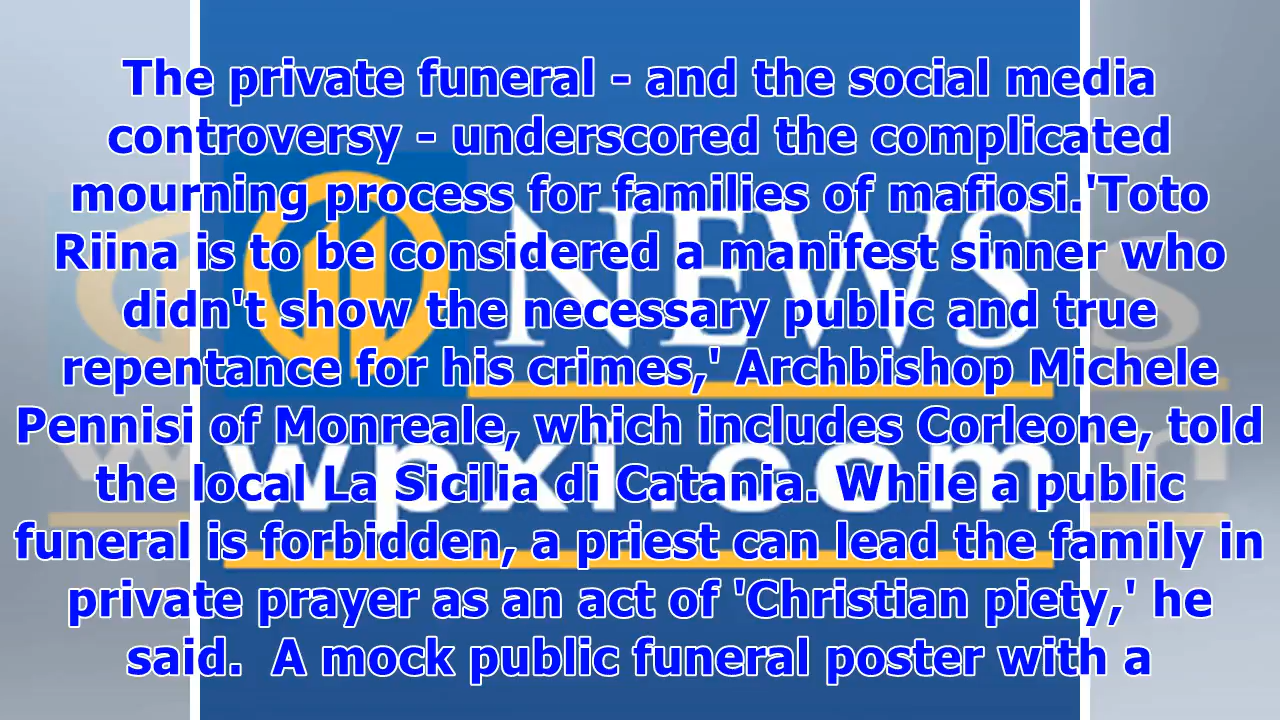 The private funeral - and the social media
controversy - underscored the complicated
mourning process for families of mafiosi.'Toto
Riina is to be considered a manifest sinner who
didn't show the necessary public and true
repentance for his crimes,' Archbishop Michele
Pennisi of Monreale, which includes Corleone, told
the local La Sicilia di Catania. While a public
funeral is forbidden, a priest can lead the family in
private prayer as an act of 'Christian piety,' he
said.  A mock public funeral poster with a
11 NEWS
wpxi.com